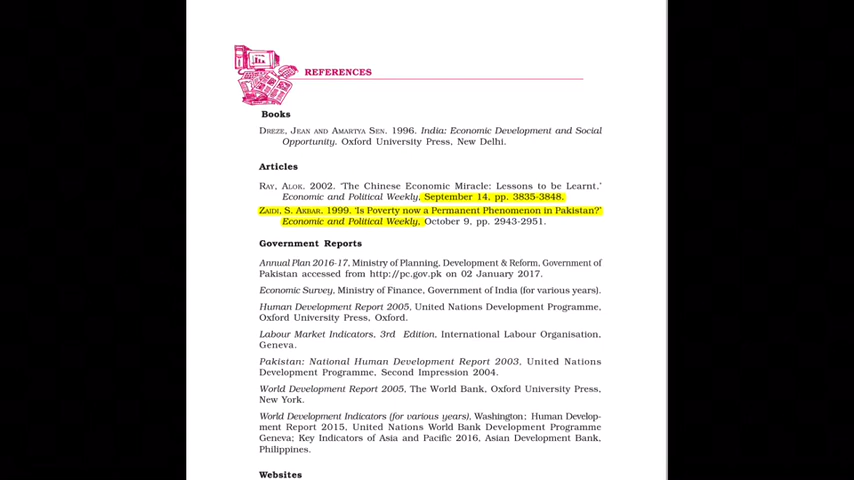 REFERENCES
Books
DREZE, JEAN AND AMARTYA SEN. 1996. India: Economic Development and Social
Opportunity. Oxford University Press, New Delhi.
Articles
RAY, ALOK. 2002. 'The Chinese Economic Miracle: Lessons to be Learnt.'
Economic and Political Weekly, September 14, pp. 3835-3848.
ZAIDI, S. AKBAR. 1999. 'Is Poverty now a Permanent Phenomenon in Pakistan?'
Economic and Political Weekly, October 9, pp. 2943-2951.
Government Reports
Annual Plan 2016-17, Ministry of Planning, Development & Reform, Government of
Pakistan accessed from http://pc.gov.pk on 02 January 2017.
Economic Survey, Ministry of Finance, Government of India (for various years).
Human Development Report 2005, United Nations Development Programme,
Oxford University Press, Oxford.
Labour Market Indicators, 3rd Edition, International Labour Organisation,
Geneva.
Pakistan: National Human Development Report 2003, United Nations
Development Programme, Second Impression 2004.
World Development Report 2005, The World Bank, Oxford University Press,
New York.
World Development Indicators (for various years), Washington; Human Develop-
ment Report 2015, United Nations World Bank Development Programme
Geneva; Key Indicators of Asia and Pacific 2016, Asian Development Bank,
Philippines.
Websites